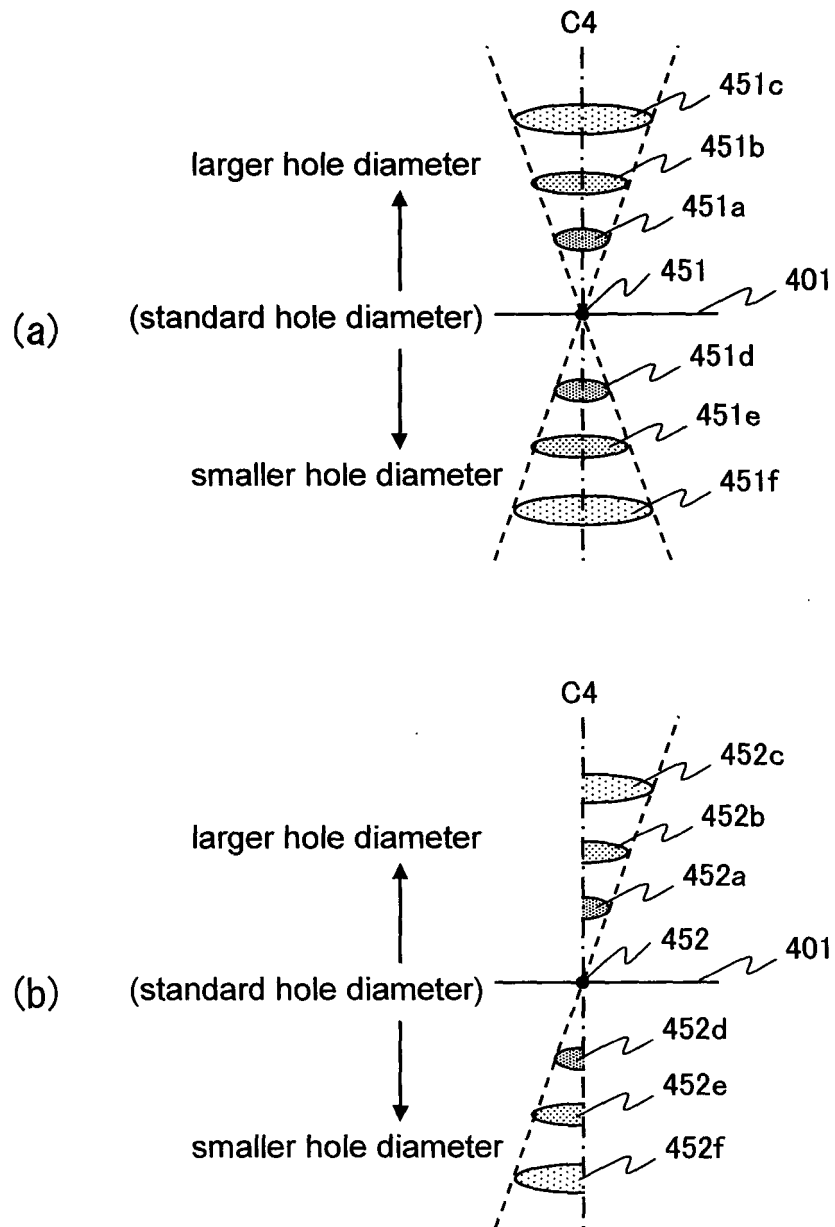 C4
451c
451b
larger hole diameter
451a
451
401
(a)
(standard hole diameter)
451d
451e
smaller hole diameter
451f
C4
452c
452b
larger hole diameter
452a
452
401
(b)
(standard hole diameter)
452d
452e
smaller hole diameter
452f